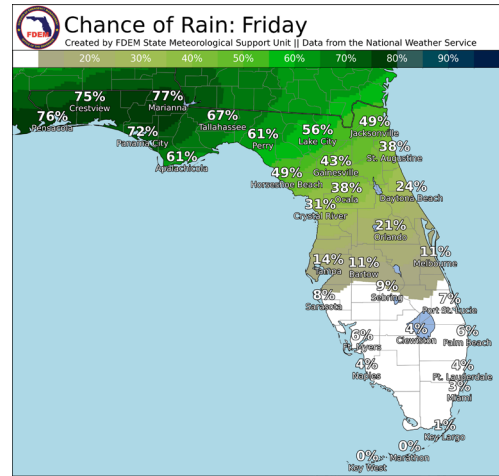 FDEM
Chance of Rain: Friday
Created by FDEM State Meteorological Support Unit || Data from the National Weather Service
10% 20% 30% 40% 50% 60% 70% 80% 90%
75%
Crestview
77%
Marianna
76%
Pensacola
72%
Panama City
67%
Tallahassee
61%
Perry
56%
Lake City
49%
Jacksonville
61%
Apalachicola
38%
St. Augustine
43%
Gainesville
49%
Horseshoe Beach
38%
Ocala
24%
Daytona Beach
31%
Crystal River
21%
Orlando
14%
Tampa
11%
Bartow
11%
Melbourne
9%
Sebring
8%
Sarasota
7%
Port St. Lucie
6%
Ft. Myers
4%
Clewiston
6%
Palm Beach
4%
Naples
4%
Ft. Lauderdale
3%
Miami
1%
Key Largo
0%
Marathon
0%
Key West